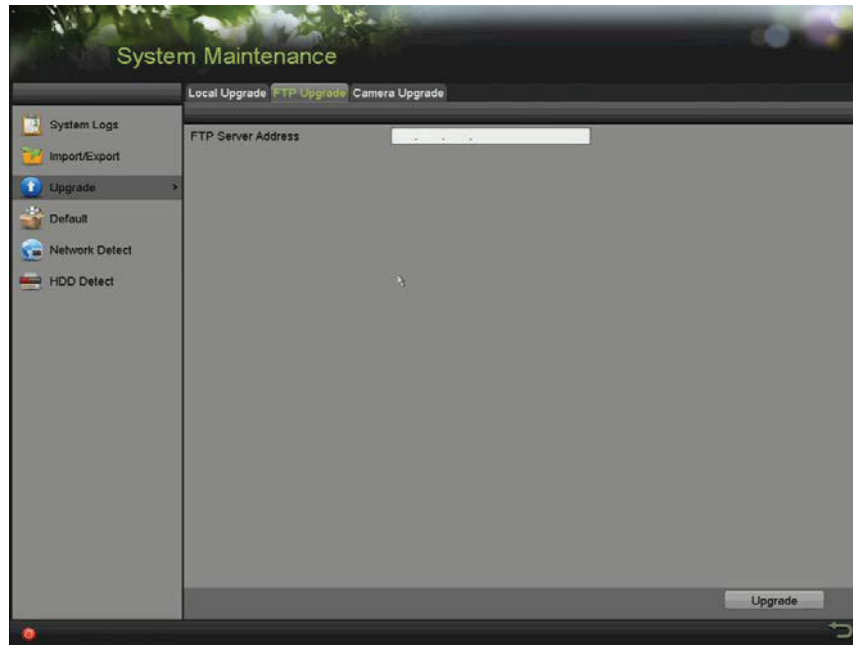 System Maintenance
Local Upgrade FTP Upgrade Camera Upgrade
System Logs
Import/Export
Upgrade
Default
Network Detect
HDD Detect
FTP Server Address
. . .
Upgrade